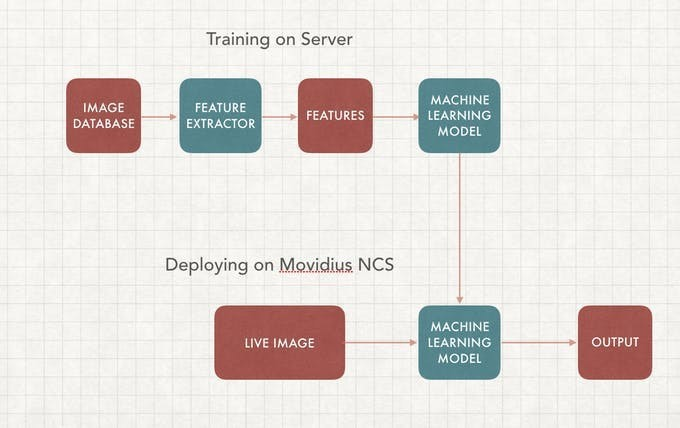 Training on Server
IMAGE
DATABASE
FEATURE
EXTRACTOR
FEATURES
MACHINE
LEARNING
MODEL
Deploying on Movidius NCS
LIVE IMAGE
MACHINE
LEARNING
MODEL
OUTPUT